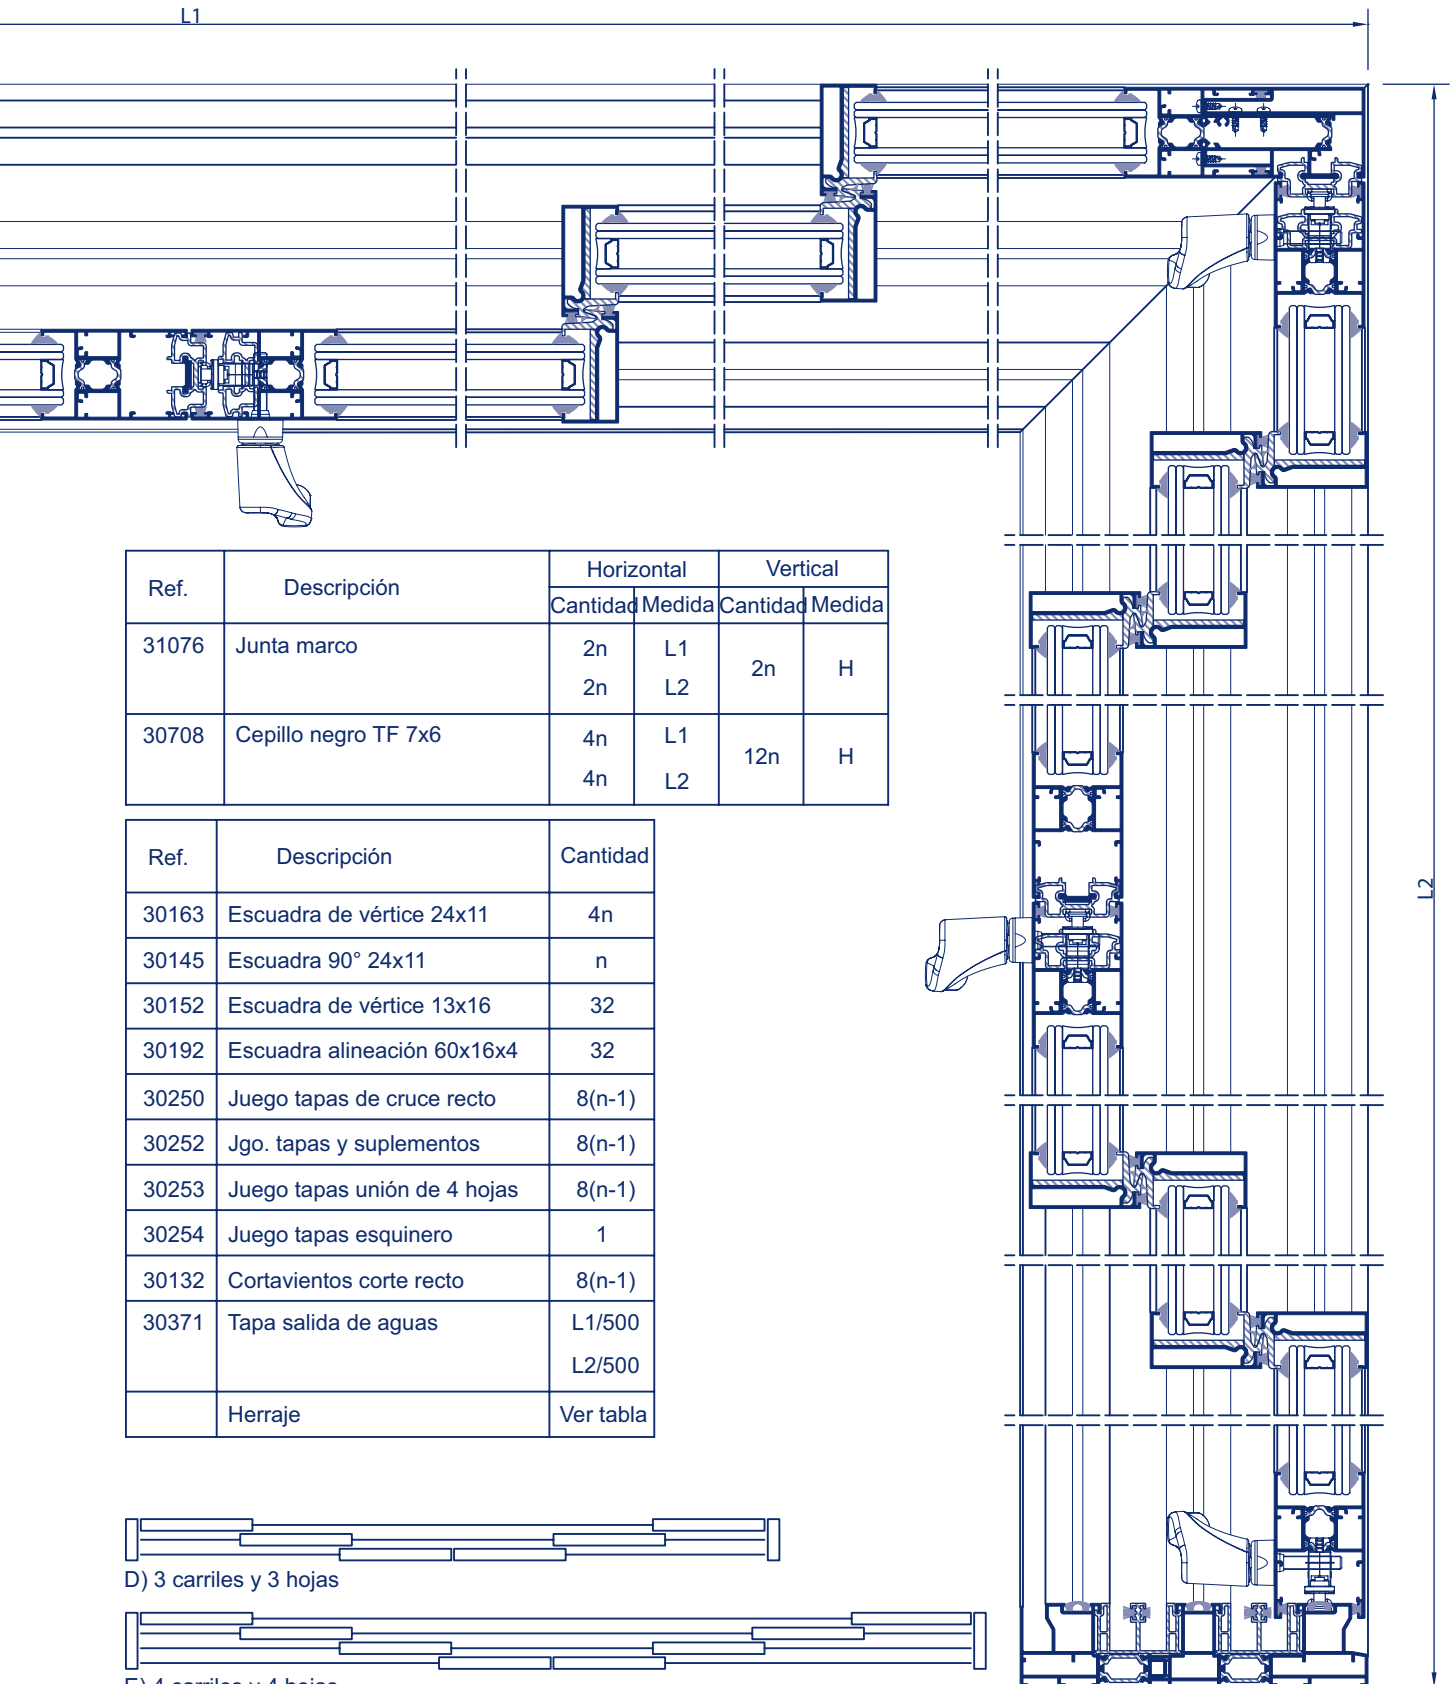 L1
Ref. Descripción Horizontal Vertical
Cantidad Medida Cantidad Medida
31076 Junta marco 2n L1 2n H
2n L2
30708 Cepillo negro TF 7x6 4n L1 12n H
4n L2
Ref. Descripción Cantidad
30163 Escuadra de vértice 24x11 4n
30145 Escuadra 90° 24x11 n
30152 Escuadra de vértice 13x16 32
30192 Escuadra alineación 60x16x4 32
30250 Juego tapas de cruce recto 8(n-1)
30252 Jgo. tapas y suplementos 8(n-1)
30253 Juego tapas unión de 4 hojas 8(n-1)
30254 Juego tapas esquinero 1
30132 Cortavientos corte recto 8(n-1)
30371 Tapa salida de aguas L1/500
L2/500
Herraje Ver tabla
L2
D) 3 carriles y 3 hojas
E) 4 carriles y 4 hojas